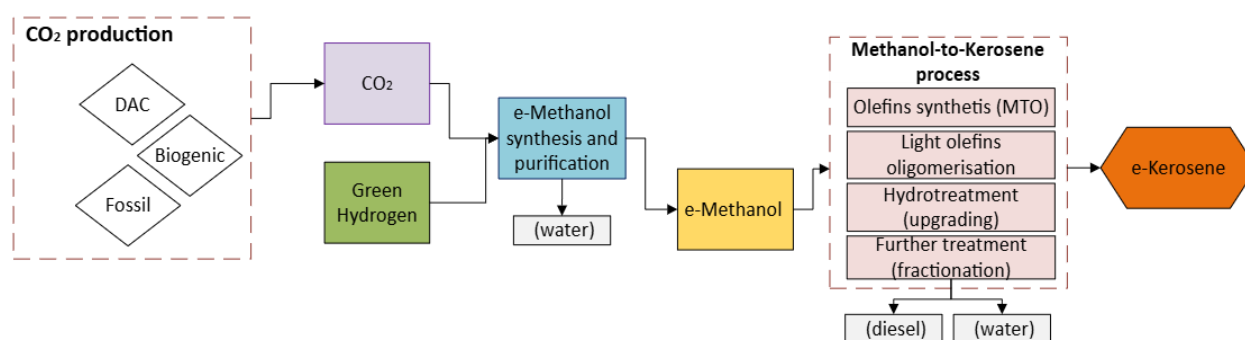 CO₂ production
DAC
Biogenic
Fossil
CO₂
Green
Hydrogen
e-Methanol
synthesis and
purification
(water)
e-Methanol
Methanol-to-Kerosene
process
Olefins synthetis (MTO)
Light olefins
oligomerisation
Hydrotreatment
(upgrading)
Further treatment
(fractionation)
(diesel)
(water)
e-Kerosene